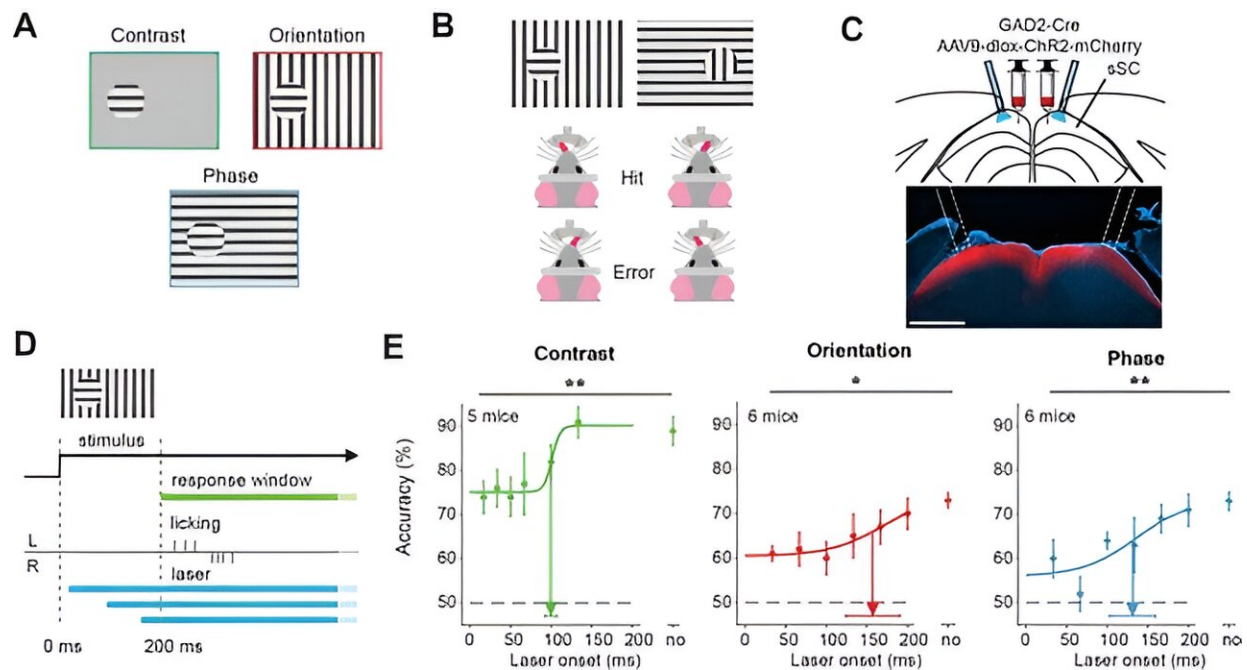 A
Contrast
Orientation
Phase
B
Hit
Error
C
GAD2-Cre
AAV9-dlox-ChR2-mCherry
sSC
D
stimulus
response window
licking
L
R
laser
0 ms
200 ms
E
Contrast
Orientation
Phase
**
*
**
5 mice
6 mice
6 mice
Accuracy (%)
90
80
70
60
50
90
80
70
60
50
90
80
70
60
50
0
50
100
150
200
no
0
50
100
150
200
no
0
50
100
150
200
no
Laser onset (ms)
Laser onset (ms)
Laser onset (ms)